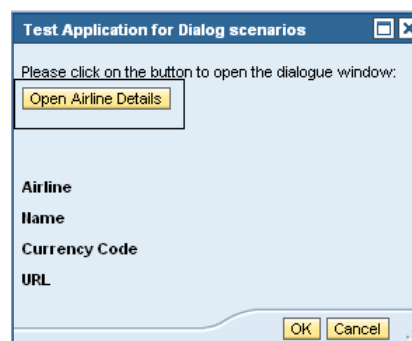 Test Application for Dialog scenarios
Please click on the button to open the dialogue window:
Open Airline Details
Airline
Name
Currency Code
URL
OK Cancel